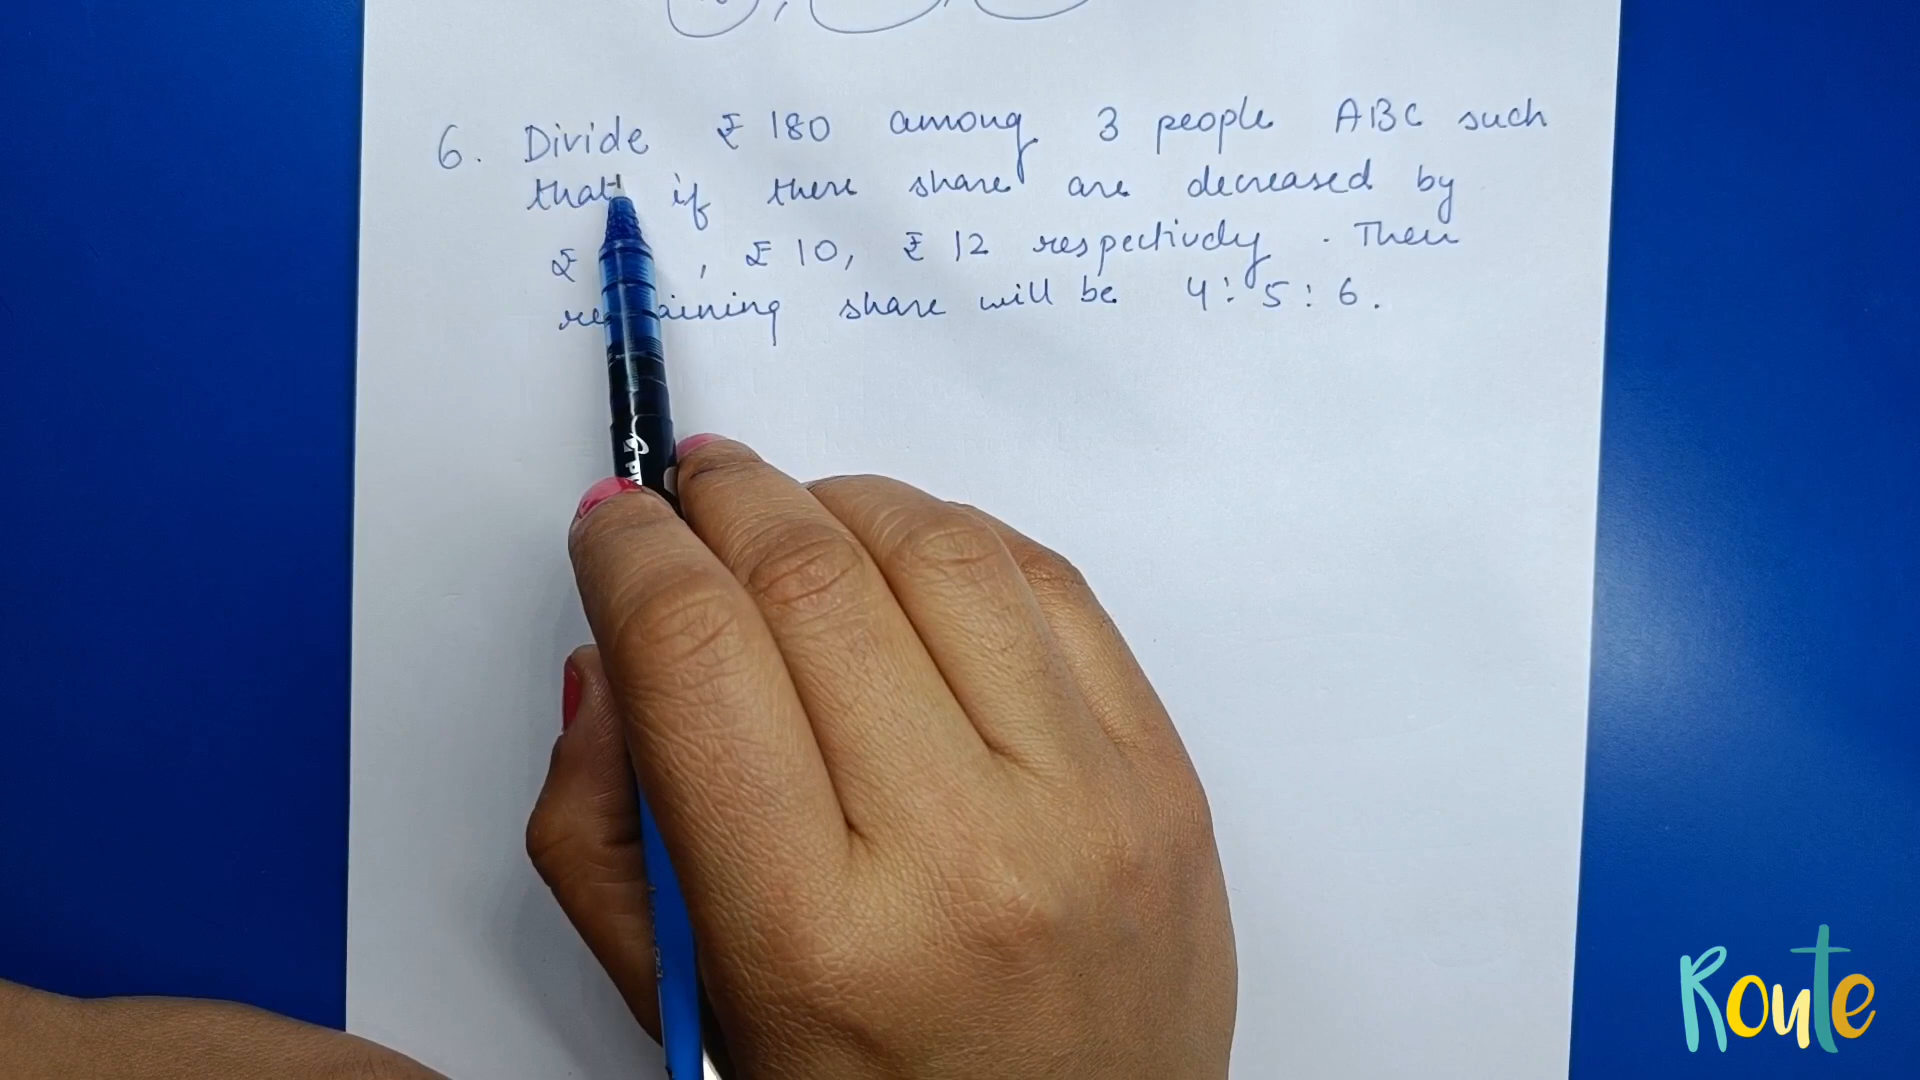 6. Divide ₹ 180 among 3 people ABC such
that if there share are decreased by
₹ , ₹ 10, ₹ 12 respectively. Then
remaining share will be 4:5:6.
Route